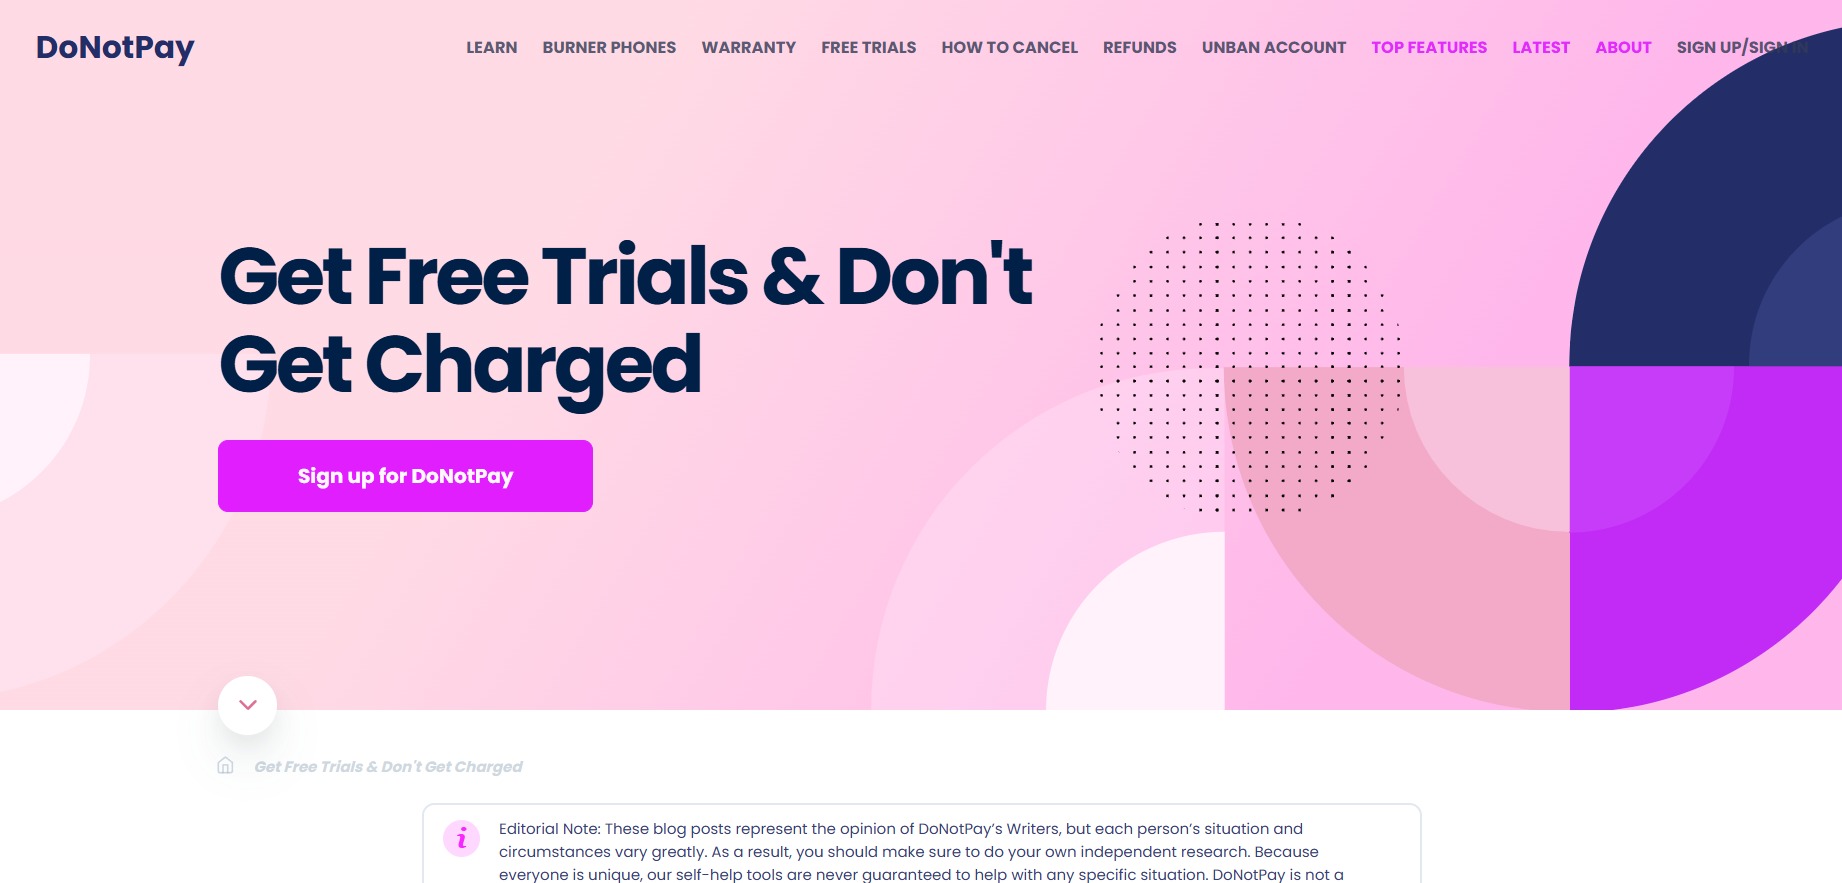 DoNotPay
LEARN BURNER PHONES WARRANTY FREE TRIALS HOW TO CANCEL REFUNDS UNBAN ACCOUNT TOP FEATURES LATEST ABOUT SIGN UP/SIGN IN
Get Free Trials & Don't
Get Charged
Sign up for DoNotPay
Get Free Trials & Don't Get Charged
i
Editorial Note: These blog posts represent the opinion of DoNotPay’s Writers, but each person’s situation and
circumstances vary greatly. As a result, you should make sure to do your own independent research. Because
everyone is unique, our self-help tools are never guaranteed to help with any specific situation. DoNotPay is not a